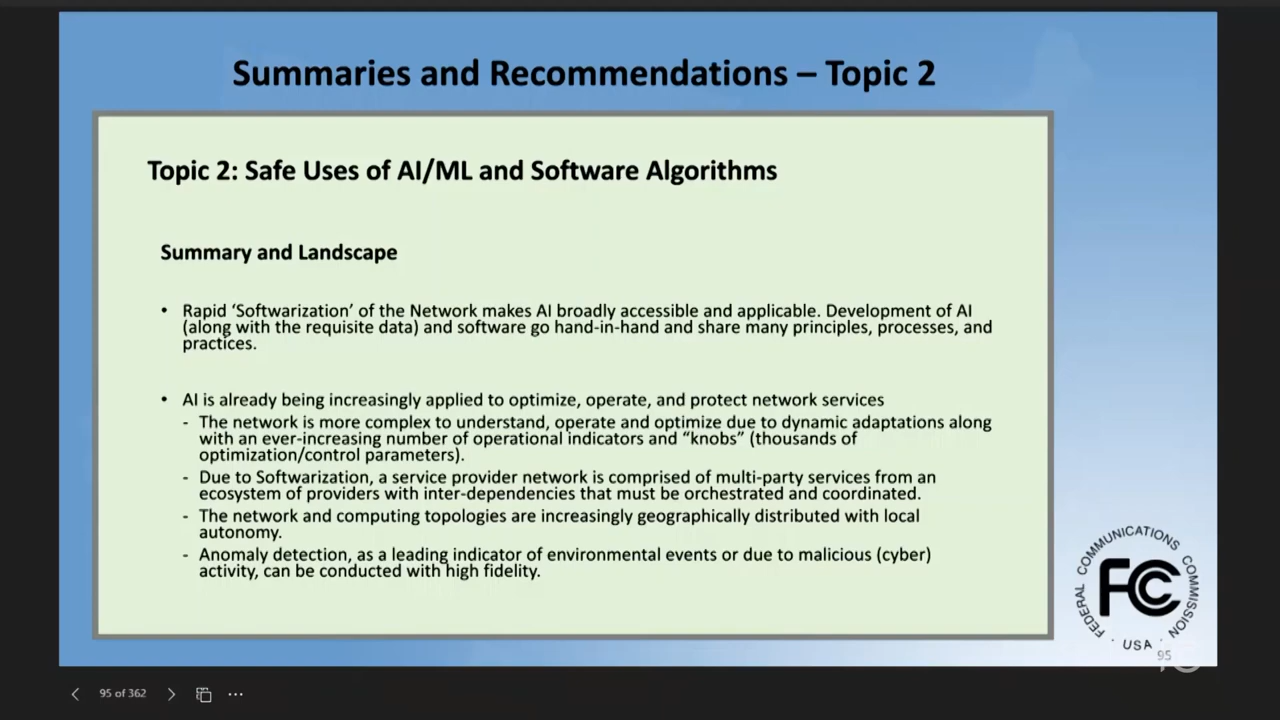 Summaries and Recommendations – Topic 2
Topic 2: Safe Uses of AI/ML and Software Algorithms
Summary and Landscape
• Rapid ‘Softwarization’ of the Network makes AI broadly accessible and applicable. Development of AI
(along with the requisite data) and software go hand-in-hand and share many principles, processes, and
practices.
• AI is already being increasingly applied to optimize, operate, and protect network services
- The network is more complex to understand, operate and optimize due to dynamic adaptations along
with an ever-increasing number of operational indicators and “knobs” (thousands of
optimization/control parameters).
- Due to Softwarization, a service provider network is comprised of multi-party services from an
ecosystem of providers with inter-dependencies that must be orchestrated and coordinated.
- The network and computing topologies are increasingly geographically distributed with local
autonomy.
- Anomaly detection, as a leading indicator of environmental events or due to malicious (cyber)
activity, can be conducted with high fidelity.
FEDERAL COMMUNICATIONS COMMISSION
FCC
· USA ·
95
95 of 362